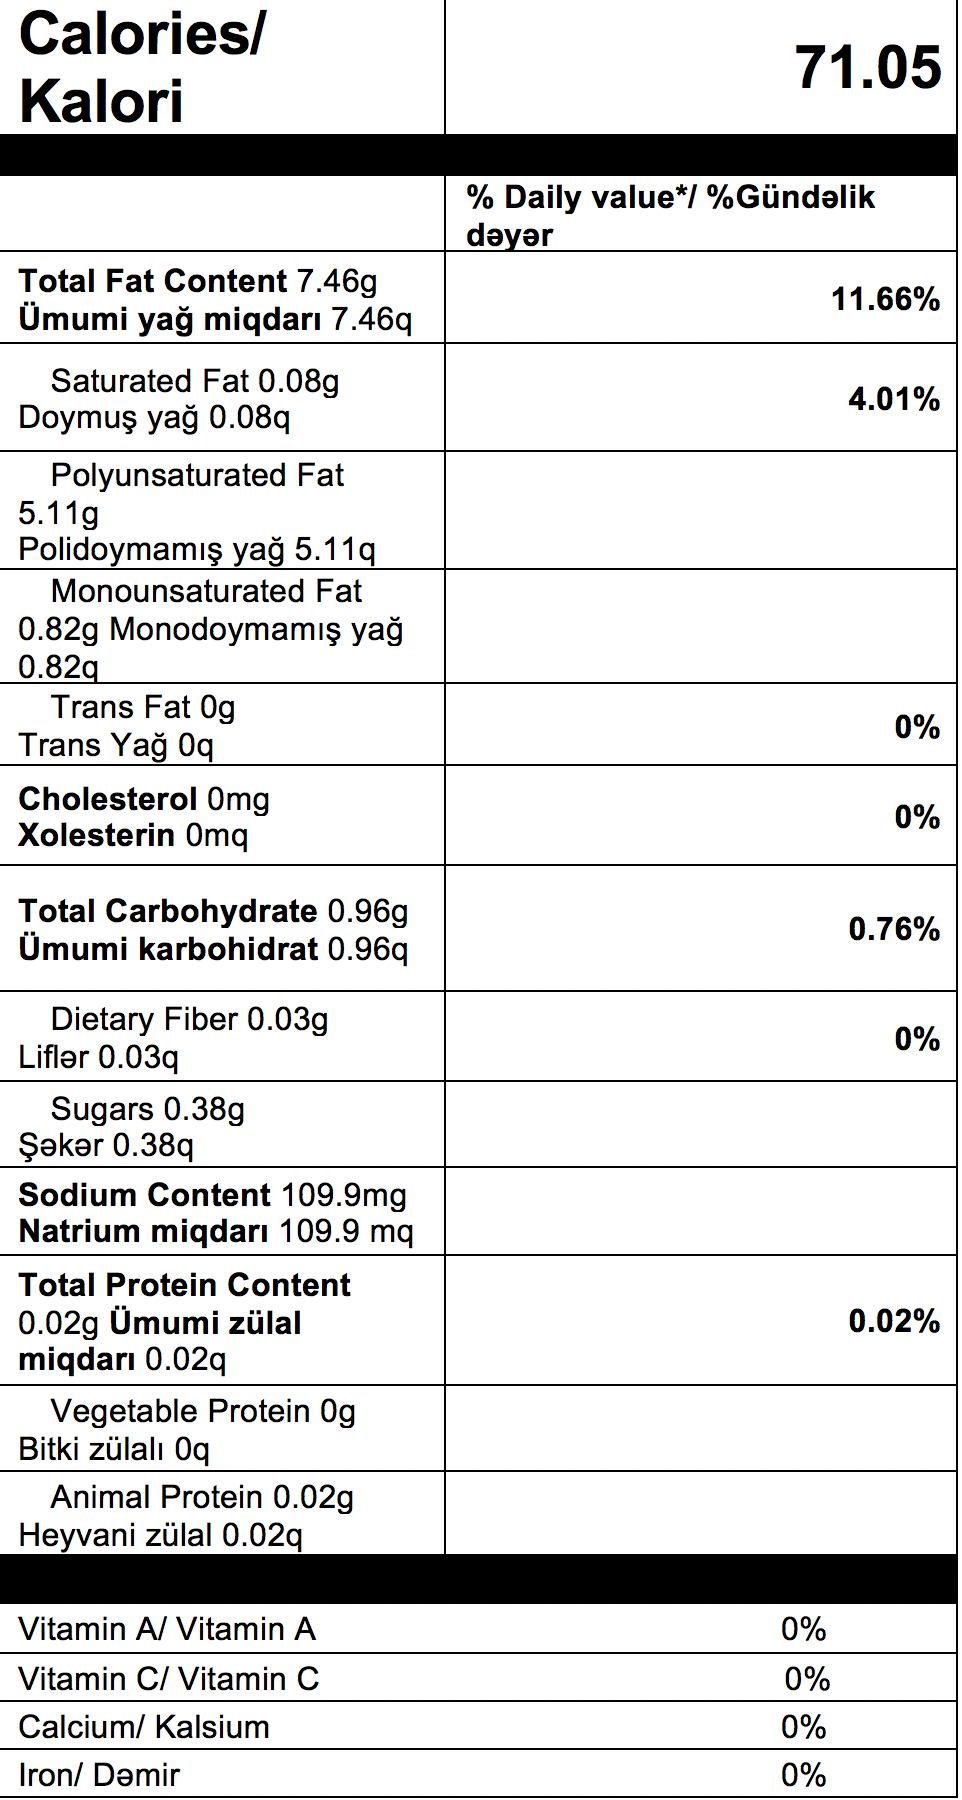 Calories/
Kalori
71.05
% Daily value*/ %Gündəlik
dəyər
Total Fat Content 7.46g
Ümumi yağ miqdarı 7.46q
11.66%
Saturated Fat 0.08g
Doymuş yağ 0.08q
4.01%
Polyunsaturated Fat
5.11g
Polidoymamış yağ 5.11q
Monounsaturated Fat
0.82g Monodoymamış yağ
0.82q
Trans Fat 0g
Trans Yağ 0q
0%
Cholesterol 0mg
Xolesterin 0mq
0%
Total Carbohydrate 0.96g
Ümumi karbohidrat 0.96q
0.76%
Dietary Fiber 0.03g
Liflər 0.03q
0%
Sugars 0.38g
Şəkər 0.38q
Sodium Content 109.9mg
Natrium miqdarı 109.9 mq
Total Protein Content
0.02g Ümumi zülal
miqdarı 0.02q
0.02%
Vegetable Protein 0g
Bitki zülalı 0q
Animal Protein 0.02g
Heyvani zülal 0.02q
Vitamin A/ Vitamin A 0%
Vitamin C/ Vitamin C 0%
Calcium/ Kalsium 0%
Iron/ Dəmir 0%